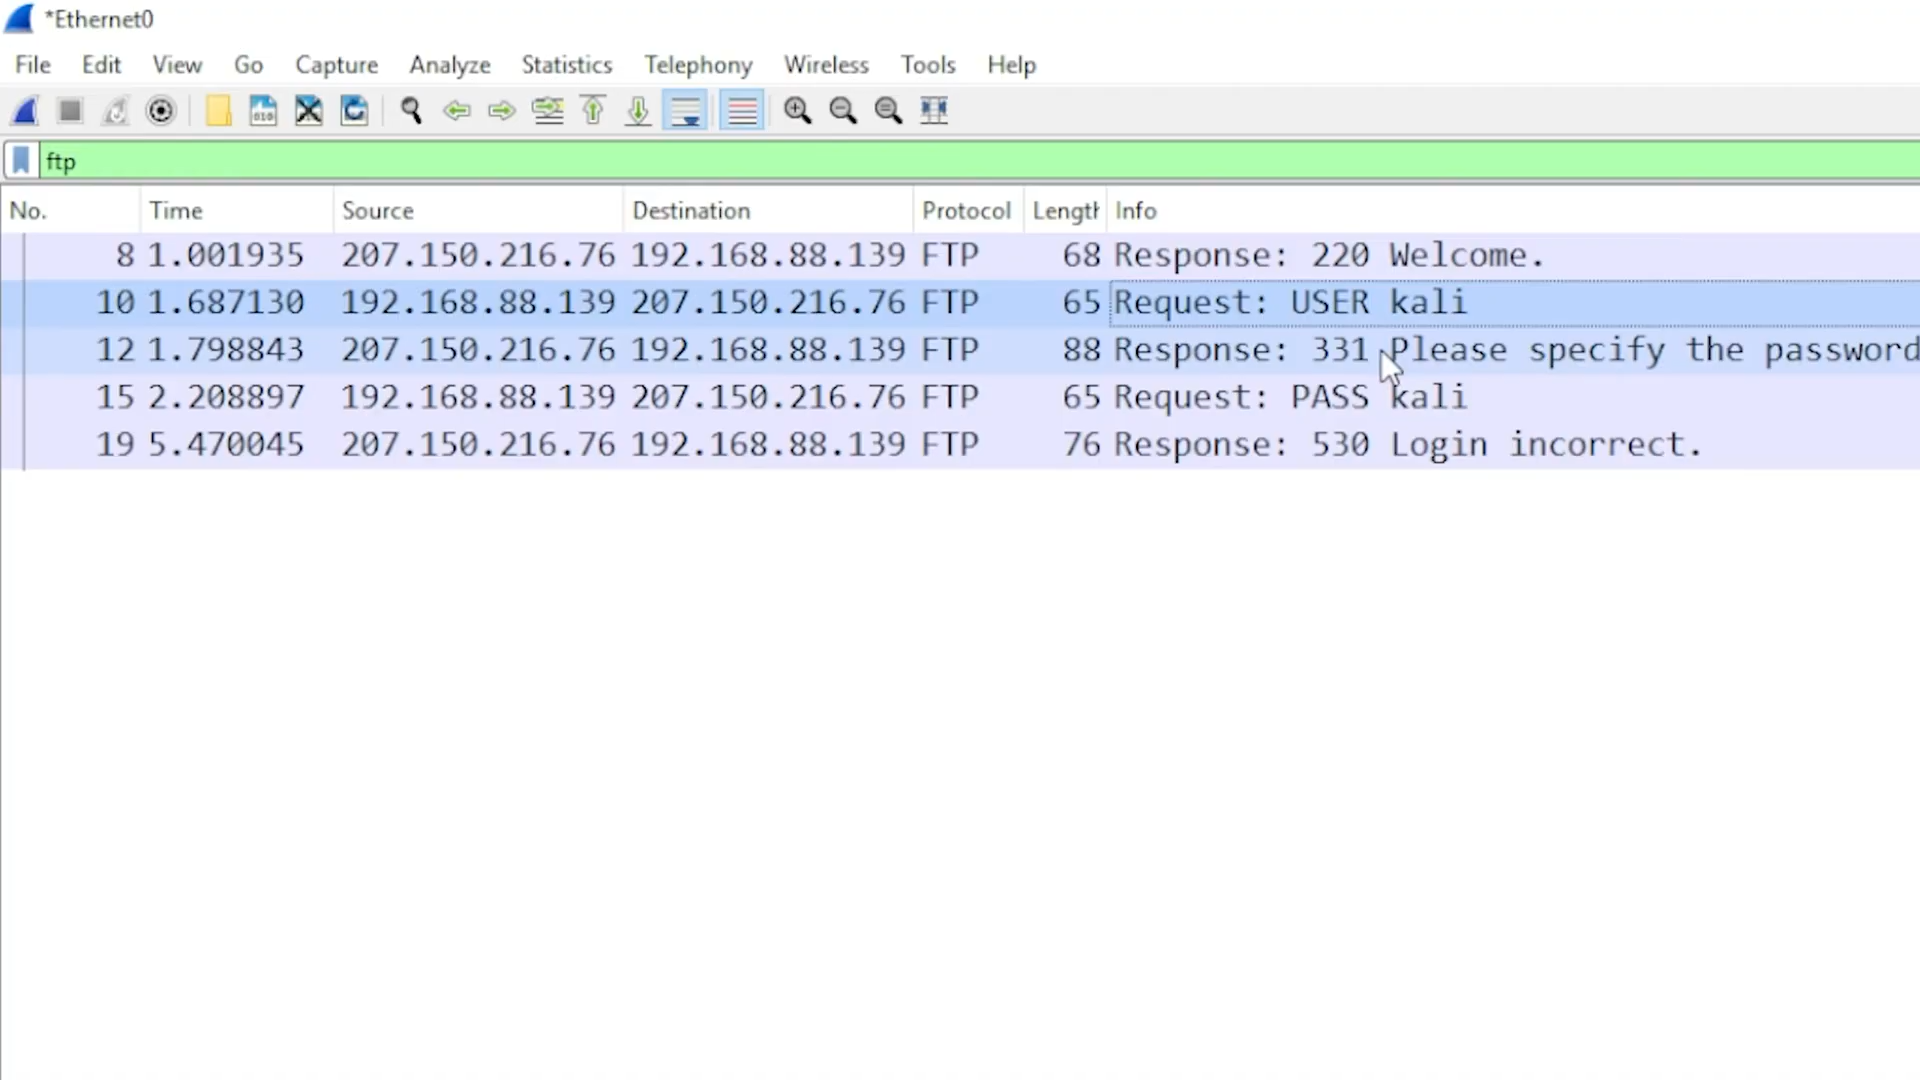 *Ethernet0
File Edit View Go Capture Analyze Statistics Telephony Wireless Tools Help
ftp
No. Time Source Destination Protocol Length Info
8 1.001935 207.150.216.76 192.168.88.139 FTP 68 Response: 220 Welcome.
10 1.687130 192.168.88.139 207.150.216.76 FTP 65 Request: USER kali
12 1.798843 207.150.216.76 192.168.88.139 FTP 88 Response: 331 Please specify the password
15 2.208897 192.168.88.139 207.150.216.76 FTP 65 Request: PASS kali
19 5.470045 207.150.216.76 192.168.88.139 FTP 76 Response: 530 Login incorrect.